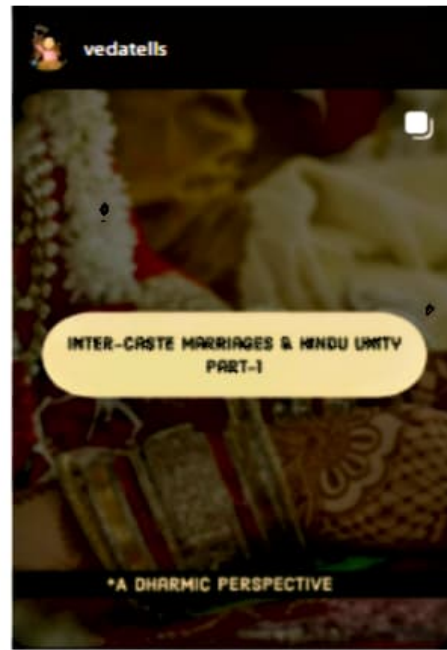 vedatells
INTER-CASTE MARRIAGES & HINDU UNITY
PART-1
*A DHARMIC PERSPECTIVE